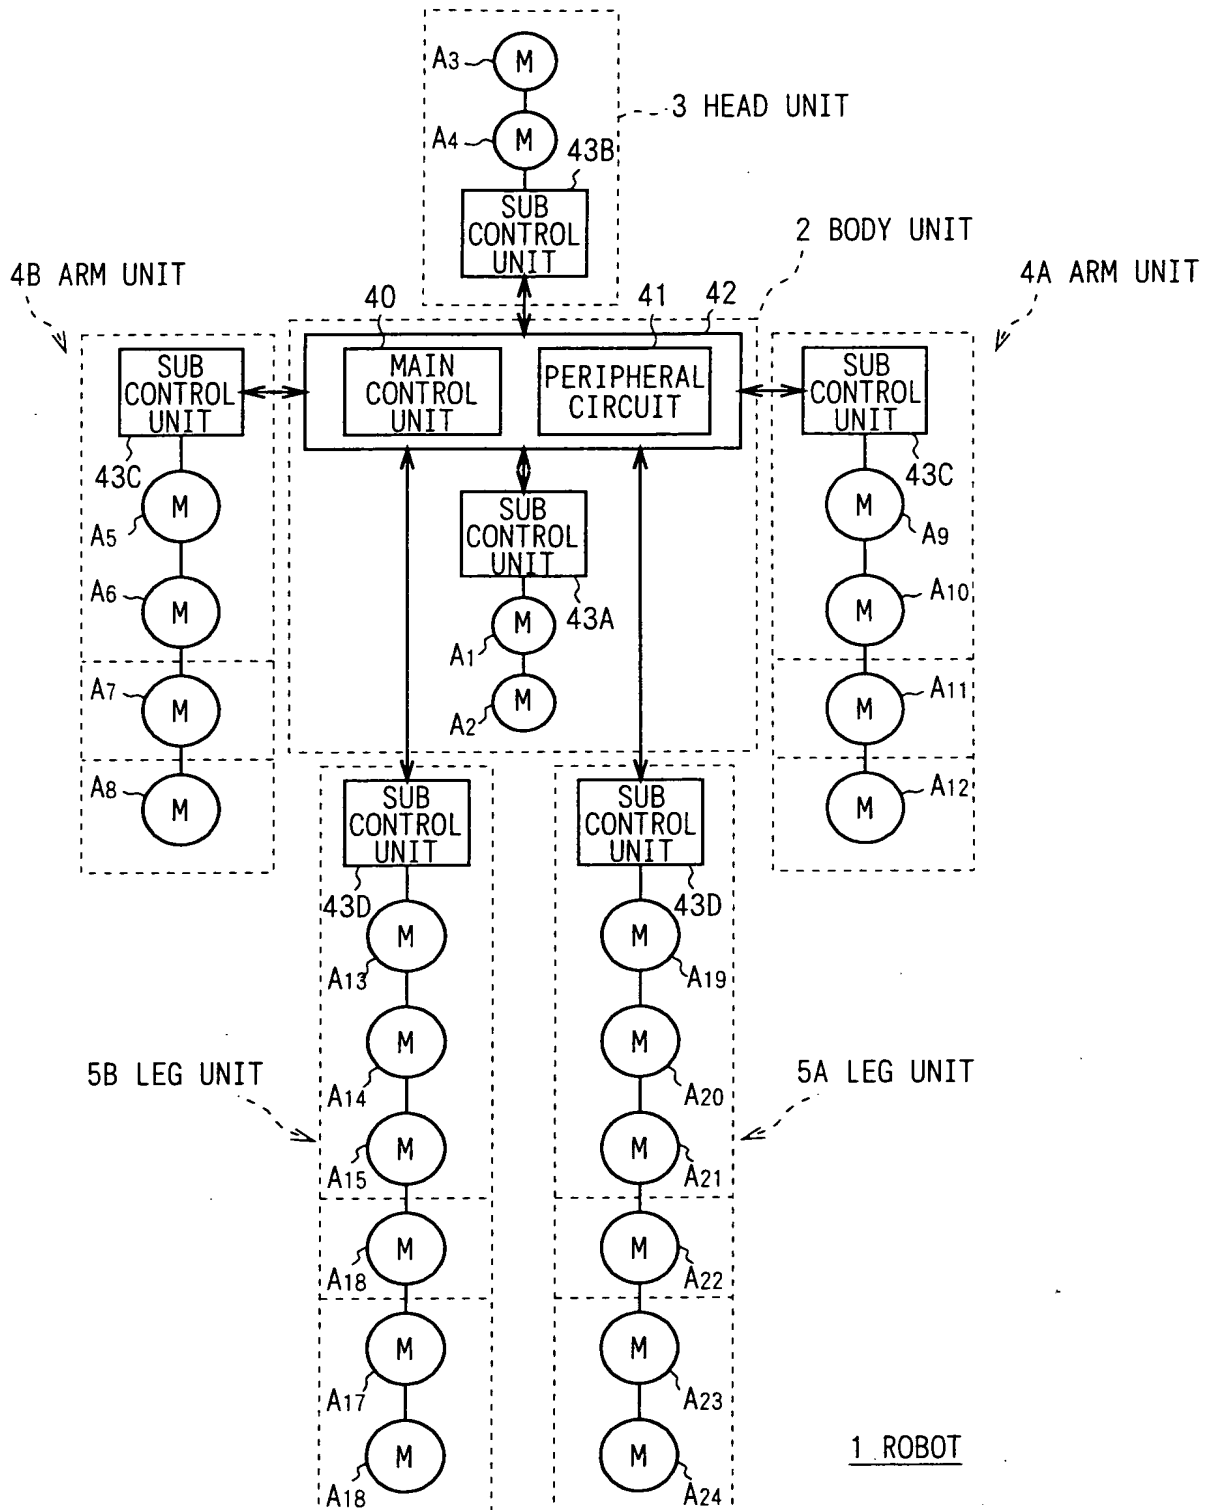 A3
M
3 HEAD UNIT
A4
M
43B
SUB
CONTROL
UNIT
2 BODY UNIT
4B ARM UNIT
4A ARM UNIT
40
41
42
SUB
CONTROL
UNIT
MAIN
CONTROL
UNIT
PERIPHERAL
CIRCUIT
SUB
CONTROL
UNIT
43C
43C
M
A5
SUB
CONTROL
UNIT
M
A9
A6
M
43A
M
A1
M
A10
A7
M
M
A2
M
A11
A8
M
M
A12
SUB
CONTROL
UNIT
SUB
CONTROL
UNIT
43D
43D
M
A13
M
A19
M
A14
M
A20
5B LEG UNIT
5A LEG UNIT
M
A15
M
A21
M
A18
M
A22
M
A17
M
A23
M
A18
M
A24
1 ROBOT